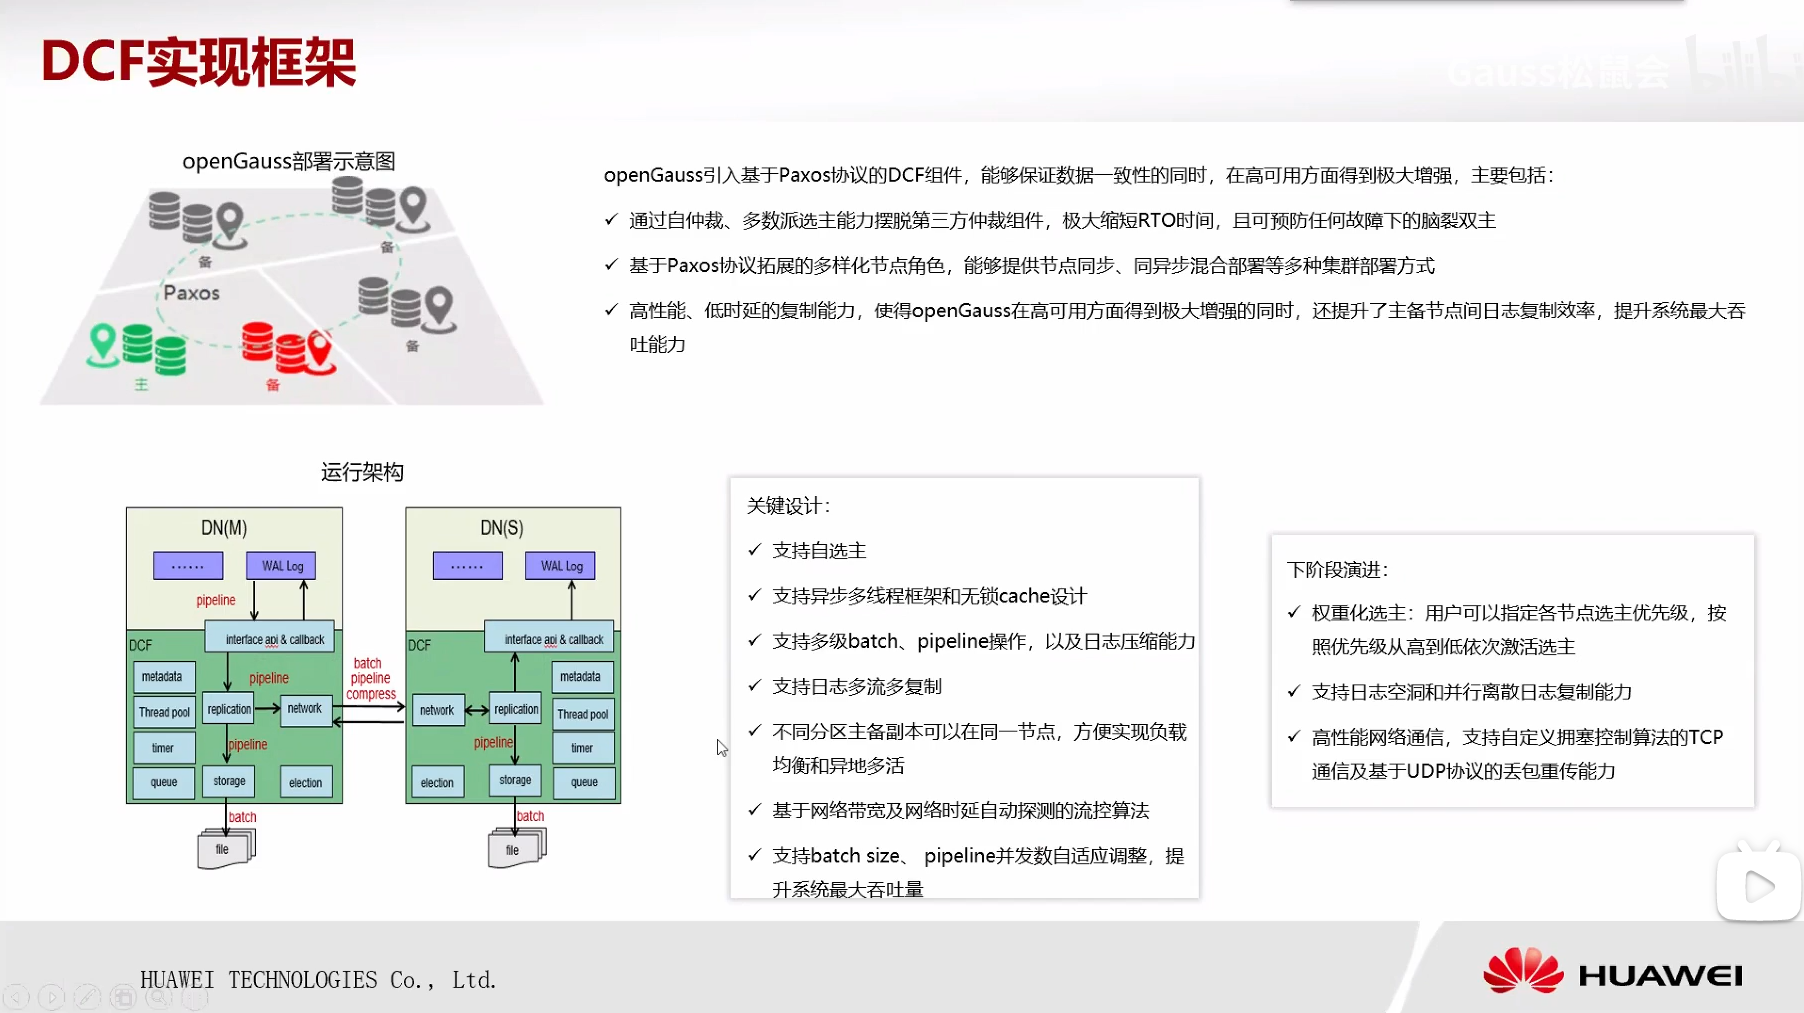 DCF实现框架
Gauss松鼠会
bilibili
openGauss部署示意图
备
备
Paxos
备
主
备
openGauss引入基于Paxos协议的DCF组件，能够保证数据一致性的同时，在高可用方面得到极大增强，主要包括：
✓ 通过自仲裁、多数派选主能力摆脱第三方仲裁组件，极大缩短RTO时间，且可预防任何故障下的脑裂双主
✓ 基于Paxos协议拓展的多样化节点角色，能够提供节点同步、同异步混合部署等多种集群部署方式
✓ 高性能、低时延的复制能力，使得openGauss在高可用方面得到极大增强的同时，还提升了主备节点间日志复制效率，提升系统最大吞
吐能力
运行架构
DN(M)
......
WAL Log
pipeline
interface api & callback
DCF
metadata
pipeline
Thread pool
replication
network
timer
pipeline
queue
storage
election
batch
file
batch
pipeline
compress
DN(S)
......
WAL Log
interface api & callback
DCF
metadata
network
replication
Thread pool
pipeline
timer
election
storage
queue
batch
file
关键设计：
✓ 支持自选主
✓ 支持异步多线程框架和无锁cache设计
✓ 支持多级batch、pipeline操作，以及日志压缩能力
✓ 支持日志多流多复制
✓ 不同分区主备副本可以在同一节点，方便实现负载
均衡和异地多活
✓ 基于网络带宽及网络时延自动探测的流控算法
✓ 支持batch size、 pipeline并发数自适应调整，提
升系统最大吞吐量
下阶段演进：
✓ 权重化选主：用户可以指定各节点选主优先级，按
照优先级从高到低依次激活选主
✓ 支持日志空洞和并行离散日志复制能力
✓ 高性能网络通信，支持自定义拥塞控制算法的TCP
通信及基于UDP协议的丢包重传能力
HUAWEI TECHNOLOGIES Co., Ltd.
HUAWEI